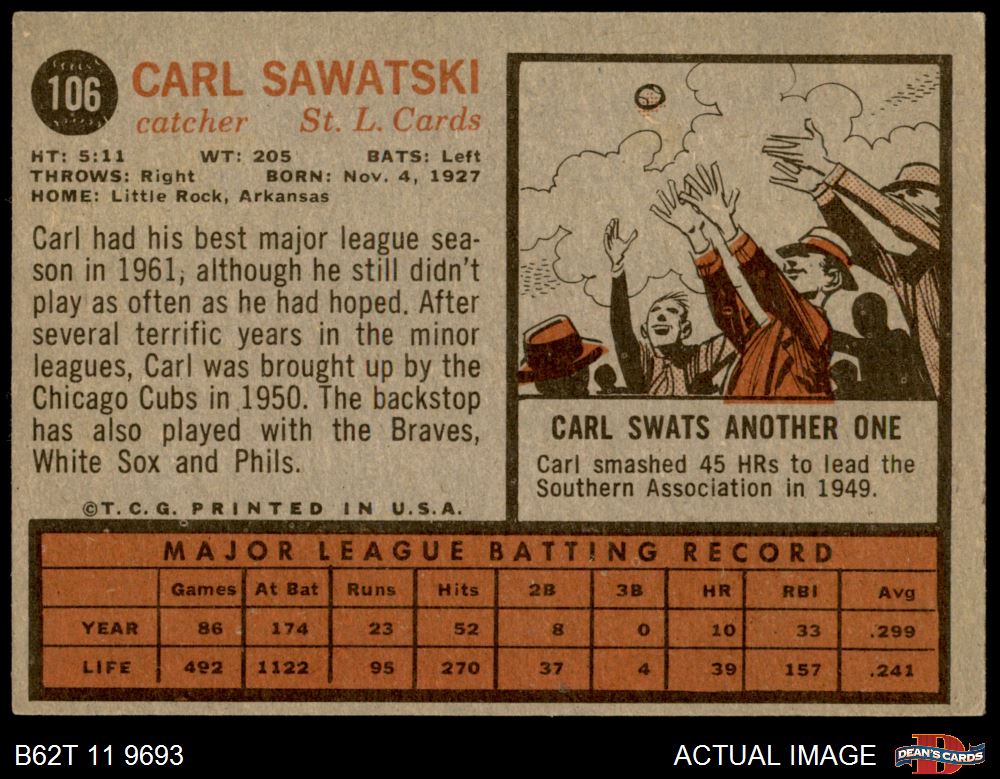 106
CARL SAWATSKI
catcher St. L. Cards
HT: 5:11 WT: 205 BATS: Left
THROWS: Right BORN: Nov. 4, 1927
HOME: Little Rock, Arkansas
Carl had his best major league sea-
son in 1961, although he still didn't
play as often as he had hoped. After
several terrific years in the minor
leagues, Carl was brought up by the
Chicago Cubs in 1950. The backstop
has also played with the Braves,
White Sox and Phils.
©T.C.G. PRINTED IN U.S.A.
CARL SWATS ANOTHER ONE
Carl smashed 45 HRs to lead the
Southern Association in 1949.
MAJOR LEAGUE BATTING RECORD
Games At Bat Runs Hits 2B 3B HR RBI Avg
YEAR 86 174 23 52 8 0 10 33 .299
LIFE 492 1122 95 270 37 4 39 157 .241
B62T 11 9693 ACTUAL IMAGE DEAN'S CARDS